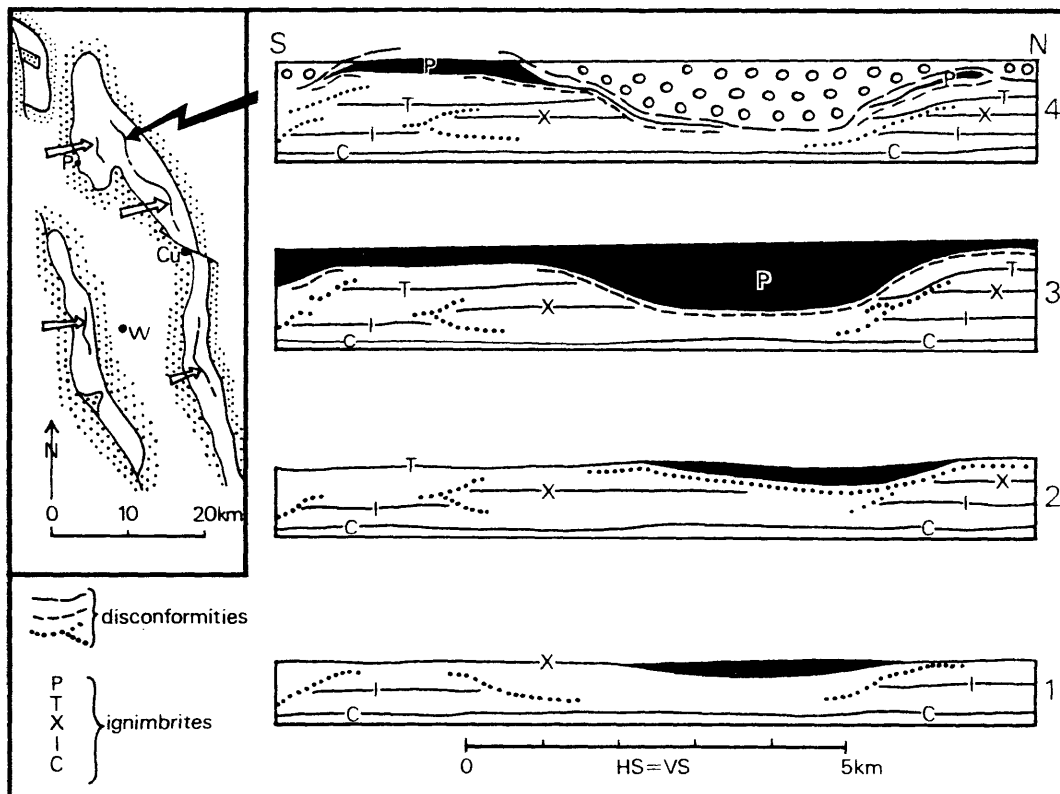 S N
P P
T T
X X
I I
C C
4
P
T T
X X
I I
C C
3
T
X X
I I
C C
2
X
I I
C C
1
0 HS=VS 5km
P
Cu
W
N
0 10 20km
disconformities
P
T
X
I
C
ignimbrites